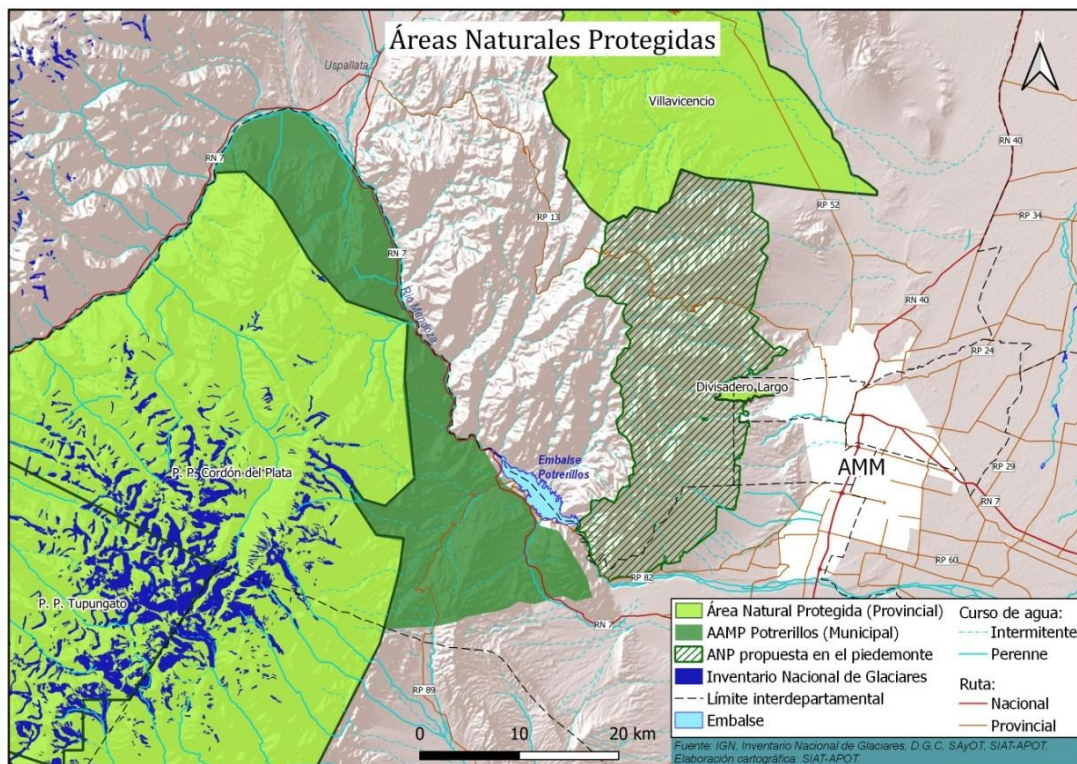 Áreas Naturales Protegidas
N
Uspallata
Villavicencio
RN 7
RN 40
RP 52
RP 34
RP 13
RN 7
Río Mendoza
RN 40
RP 24
Divisadero Largo
Embalse
Potrerillos
P. P. Cordón del Plata
AMM
RP 29
RN 7
RP 60
RP 82
P. P. Tupungato
RN 7
RP 89
Área Natural Protegida (Provincial)
AAMP Potrerillos (Municipal)
ANP propuesta en el piedemonte
Inventario Nacional de Glaciares
Límite interdepartamental
Embalse
Curso de agua:
Intermitente
Perenne
Ruta:
Nacional
Provincial
0 10 20 km
Fuente: IGN, Inventario Nacional de Glaciares, D.G.C, SAyOT, SIAT-APOT.
Elaboración cartográfica: SIAT-APOT.